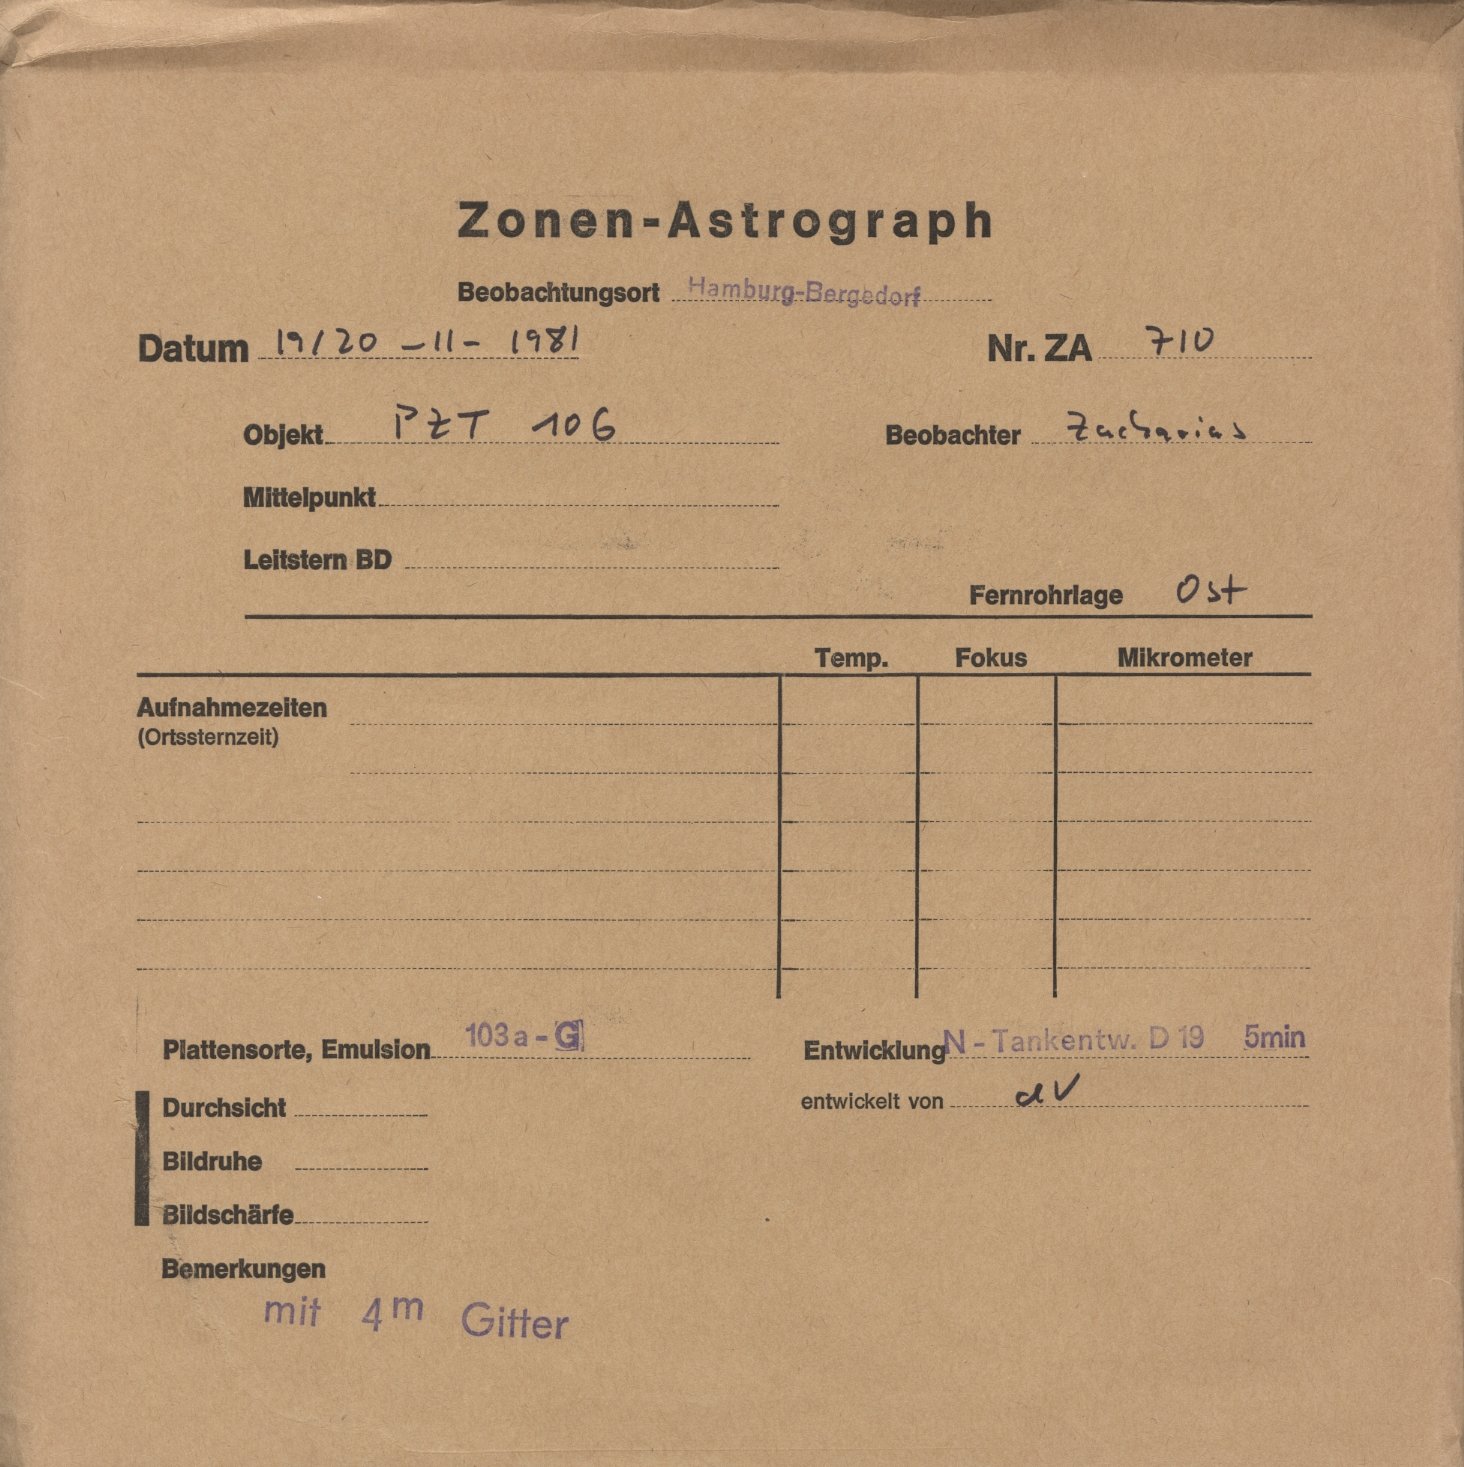 Zonen-Astrograph
Beobachtungsort Hamburg-Bergedorf
Datum 19/20 -11- 1981 Nr. ZA 710
Objekt PZT 106 Beobachter Zacharias
Mittelpunkt
Leitstern BD
Fernrohrlage Ost
Temp. Fokus Mikrometer
Aufnahmezeiten
(Ortssternzeit)
Plattensorte, Emulsion 103a-G Entwicklung N - Tankentw. D 19 5min
Durchsicht entwickelt von dV
Bildruhe
Bildschärfe
Bemerkungen
mit 4m Gitter